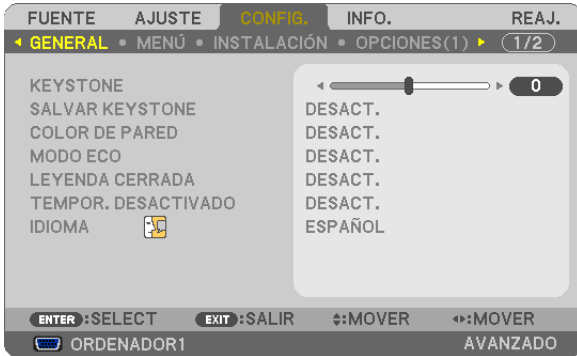 FUENTE AJUSTE CONFIG. INFO. REAJ.
GENERAL • MENÚ • INSTALACIÓN • OPCIONES(1) 1/2
KEYSTONE 0
SALVAR KEYSTONE DESACT.
COLOR DE PARED DESACT.
MODO ECO DESACT.
LEYENDA CERRADA DESACT.
TEMPOR. DESACTIVADO DESACT.
IDIOMA ESPAÑOL
ENTER :SELECT EXIT :SALIR :MOVER :MOVER
ORDENADOR1 AVANZADO